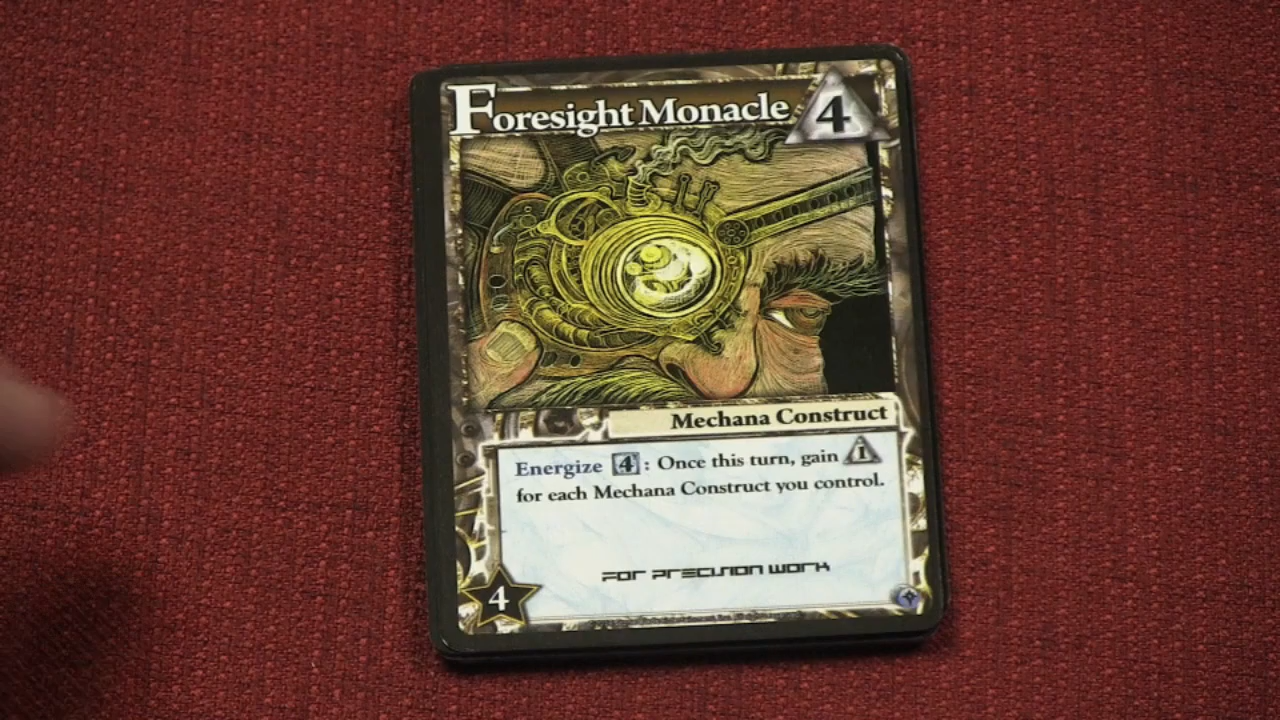 Foresight Monacle
4
Mechana Construct
Energize 4: Once this turn, gain 1
for each Mechana Construct you control.
FOR PRECISION WORK
4